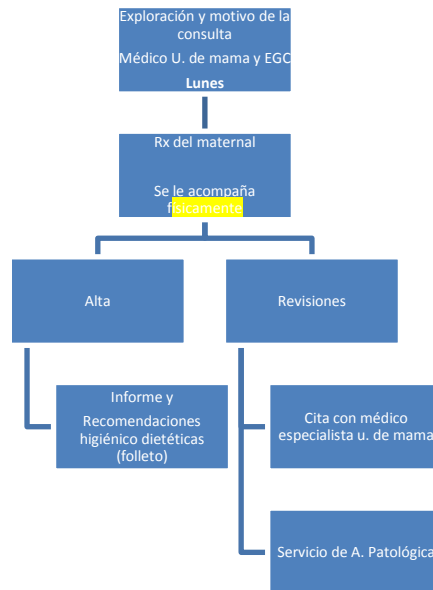 Exploración y motivo de la
consulta
Médico U. de mama y EGC
Lunes
Rx del maternal
Se le acompaña
físicamente
Alta
Revisiones
Informe y
Recomendaciones
higiénico dietéticas
(folleto)
Cita con médico
especialista u. de mama
Servicio de A. Patológica